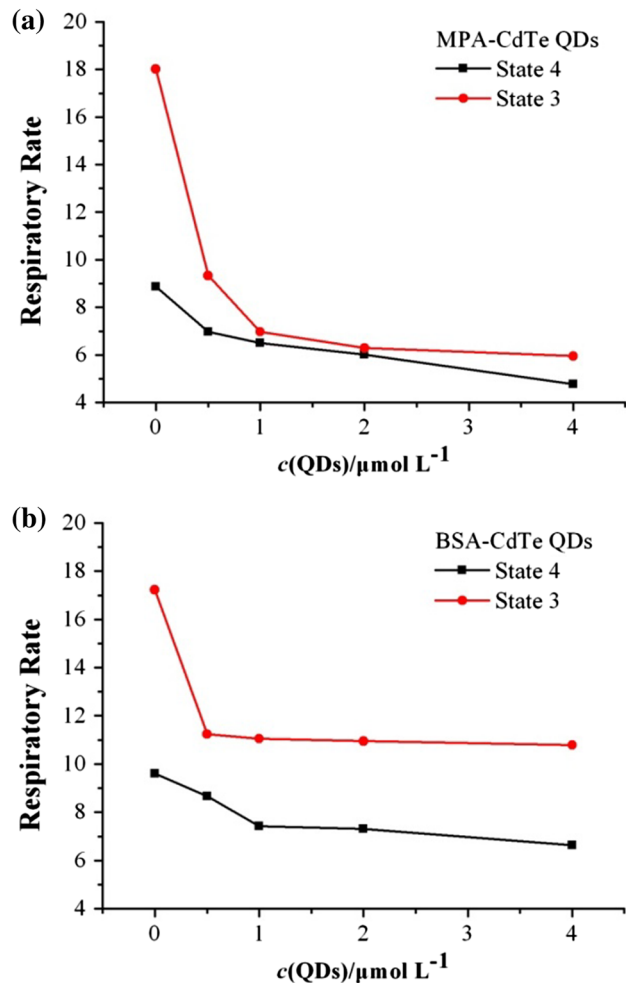 (a)
MPA-CdTe QDs
State 4
State 3
Respiratory Rate
20
18
16
14
12
10
8
6
4
0 1 2 3 4
c(QDs)/μmol L-1
(b)
BSA-CdTe QDs
State 4
State 3
Respiratory Rate
20
18
16
14
12
10
8
6
4
0 1 2 3 4
c(QDs)/μmol L-1